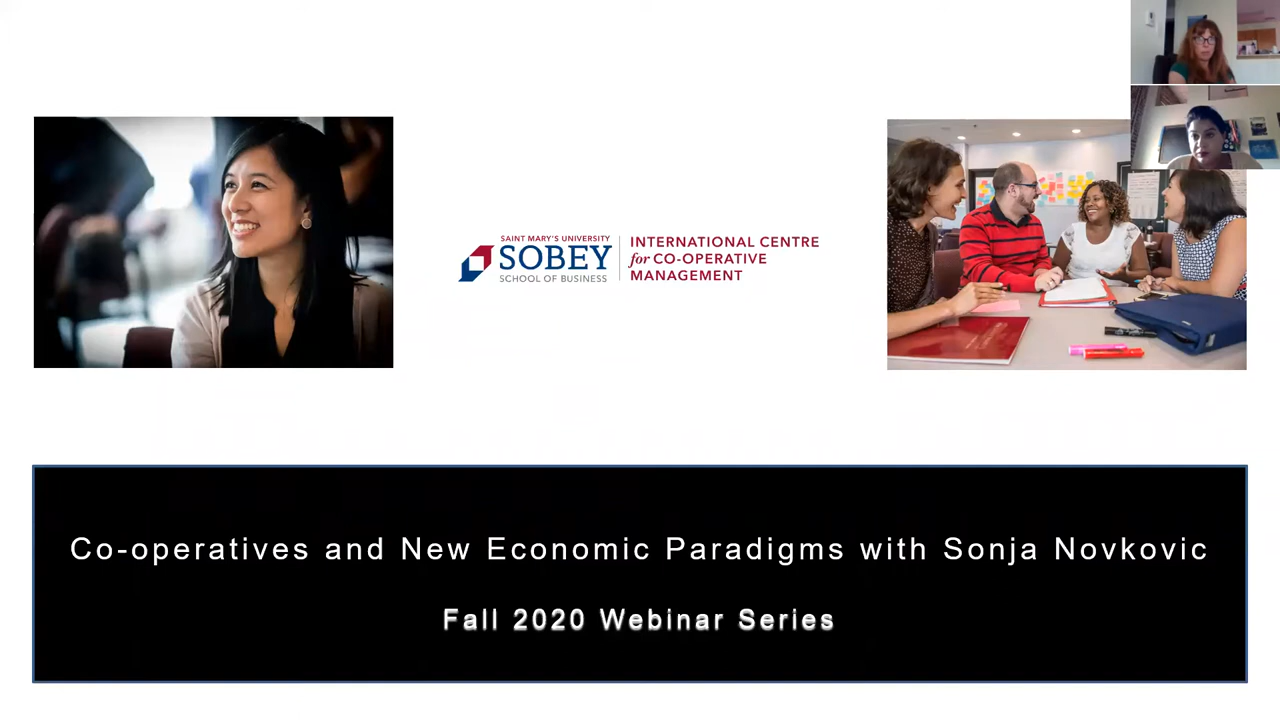 SAINT MARY'S UNIVERSITY
SOBEY
SCHOOL OF BUSINESS
INTERNATIONAL CENTRE
for CO-OPERATIVE
MANAGEMENT
Co-operatives and New Economic Paradigms with Sonja Novkovic
Fall 2020 Webinar Series